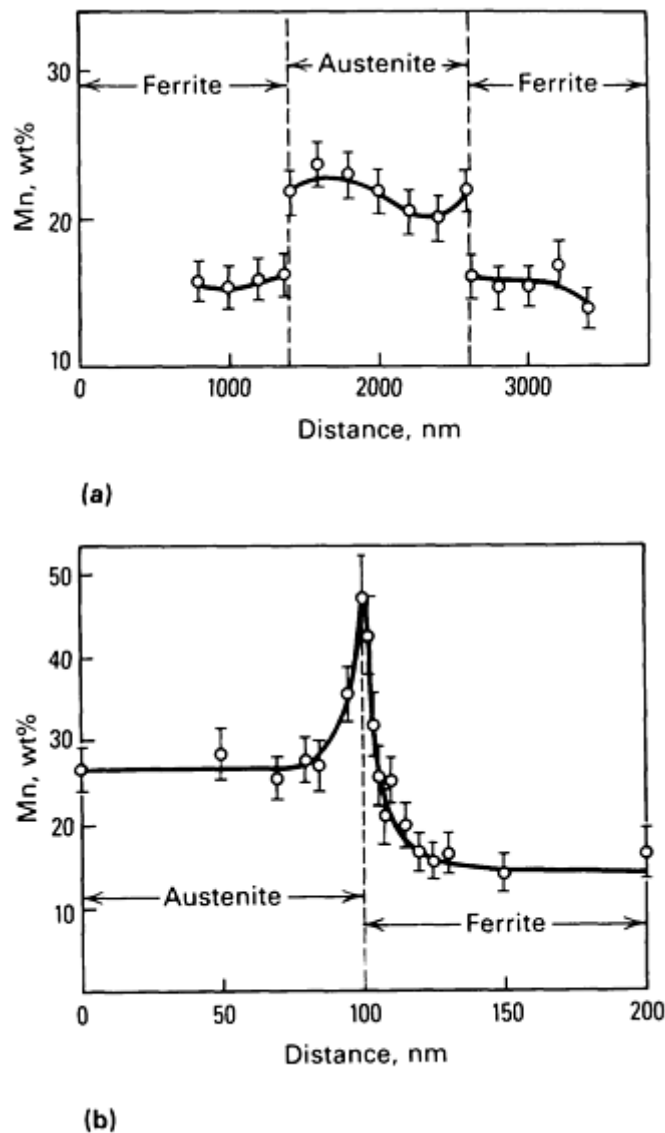 30
20
10
Mn, wt%
Ferrite
Austenite
Ferrite
0
1000
2000
3000
Distance, nm
(a)
50
40
30
20
10
Mn, wt%
Austenite
Ferrite
0
50
100
150
200
Distance, nm
(b)